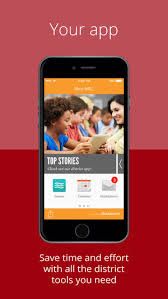 Your app
TOP STORIES
Check out our district app!
Save time and effort
with all the district
tools you need